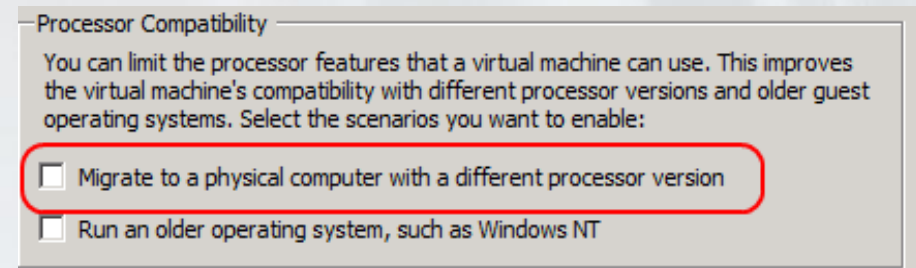 Processor Compatibility
You can limit the processor features that a virtual machine can use. This improves
the virtual machine's compatibility with different processor versions and older guest
operating systems. Select the scenarios you want to enable:
Migrate to a physical computer with a different processor version
Run an older operating system, such as Windows NT